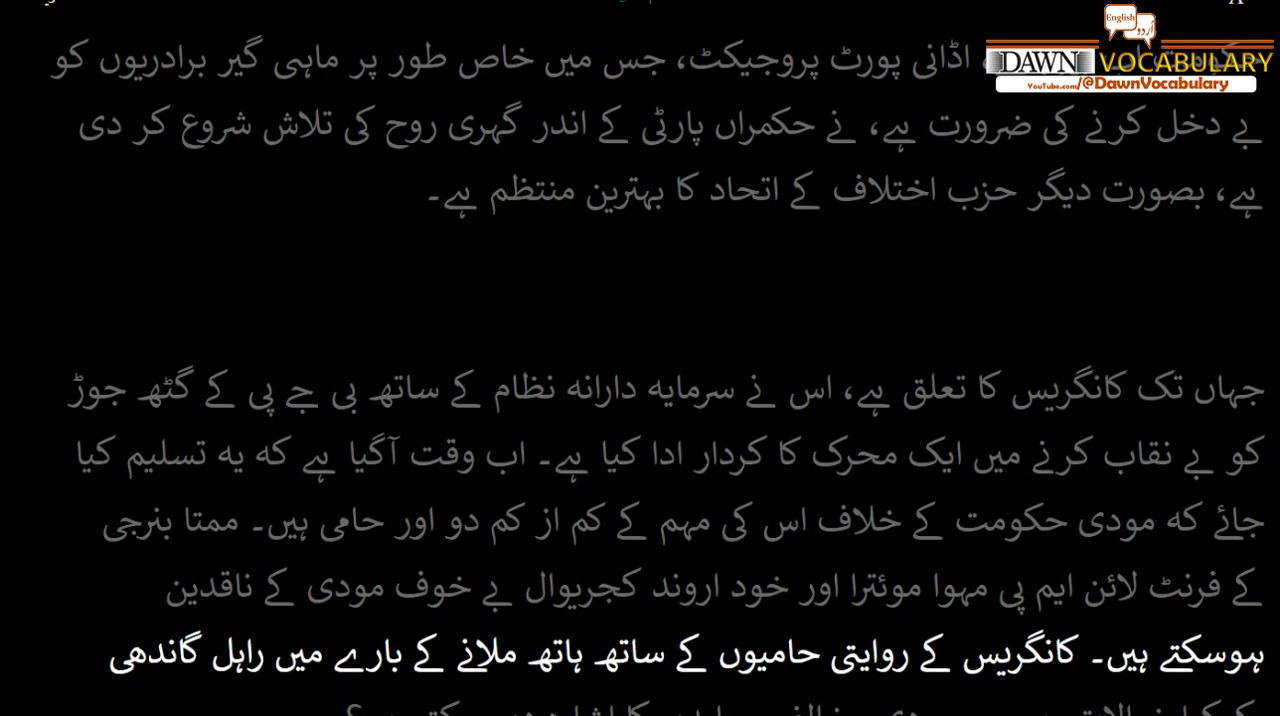 English
اُردو
DAWN VOCABULARY
YouTube.com/@DawnVocabulary
اڈانی پورٹ پروجیکٹ، جس میں خاص طور پر ماہی گیر برادریوں کو
بے دخل کرنے کی ضرورت ہے، نے حکمراں پارٹی کے اندر گہری روح کی تلاش شروع کر دی
ہے، بصورت دیگر حزب اختلاف کے اتحاد کا بہترین منتظم ہے۔
جہاں تک کانگریس کا تعلق ہے، اس نے سرمایہ دارانہ نظام کے ساتھ بی جے پی کے گٹھ جوڑ
کو بے نقاب کرنے میں ایک محرک کا کردار ادا کیا ہے۔ اب وقت آگیا ہے کہ یہ تسلیم کیا
جائے کہ مودی حکومت کے خلاف اس کی مہم کے کم از کم دو اور حامی ہیں۔ ممتا بنرجی
کے فرنٹ لائن ایم پی مہوا موئترا اور خود اروند کجریوال بے خوف مودی کے ناقدین
ہوسکتے ہیں۔ کانگریس کے روایتی حامیوں کے ساتھ ہاتھ ملانے کے بارے میں راہل گاندھی